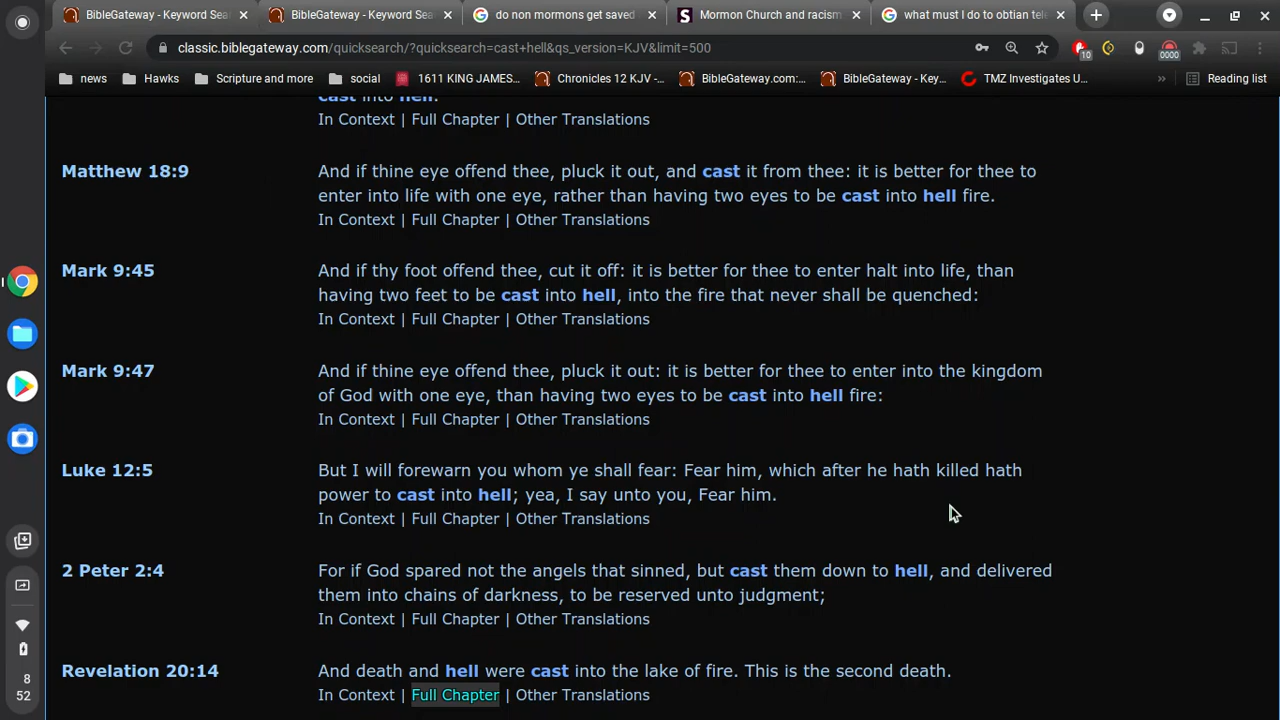 BibleGateway - Keyword Sea
BibleGateway - Keyword Sea
do non mormons get saved
Mormon Church and racism
what must I do to obtian tele
classic.biblegateway.com/quicksearch/?quicksearch=cast+hell&qs_version=KJV&limit=500
10
0000
news
Hawks
Scripture and more
social
1611 KING JAMES...
Chronicles 12 KJV -...
BibleGateway.com:...
BibleGateway - Key...
TMZ Investigates U...
»
Reading list
cast into hell.
In Context | Full Chapter | Other Translations
Matthew 18:9
And if thine eye offend thee, pluck it out, and cast it from thee: it is better for thee to
enter into life with one eye, rather than having two eyes to be cast into hell fire.
In Context | Full Chapter | Other Translations
Mark 9:45
And if thy foot offend thee, cut it off: it is better for thee to enter halt into life, than
having two feet to be cast into hell, into the fire that never shall be quenched:
In Context | Full Chapter | Other Translations
Mark 9:47
And if thine eye offend thee, pluck it out: it is better for thee to enter into the kingdom
of God with one eye, than having two eyes to be cast into hell fire:
In Context | Full Chapter | Other Translations
Luke 12:5
But I will forewarn you whom ye shall fear: Fear him, which after he hath killed hath
power to cast into hell; yea, I say unto you, Fear him.
In Context | Full Chapter | Other Translations
2 Peter 2:4
For if God spared not the angels that sinned, but cast them down to hell, and delivered
them into chains of darkness, to be reserved unto judgment;
In Context | Full Chapter | Other Translations
Revelation 20:14
And death and hell were cast into the lake of fire. This is the second death.
In Context | Full Chapter | Other Translations
8
52